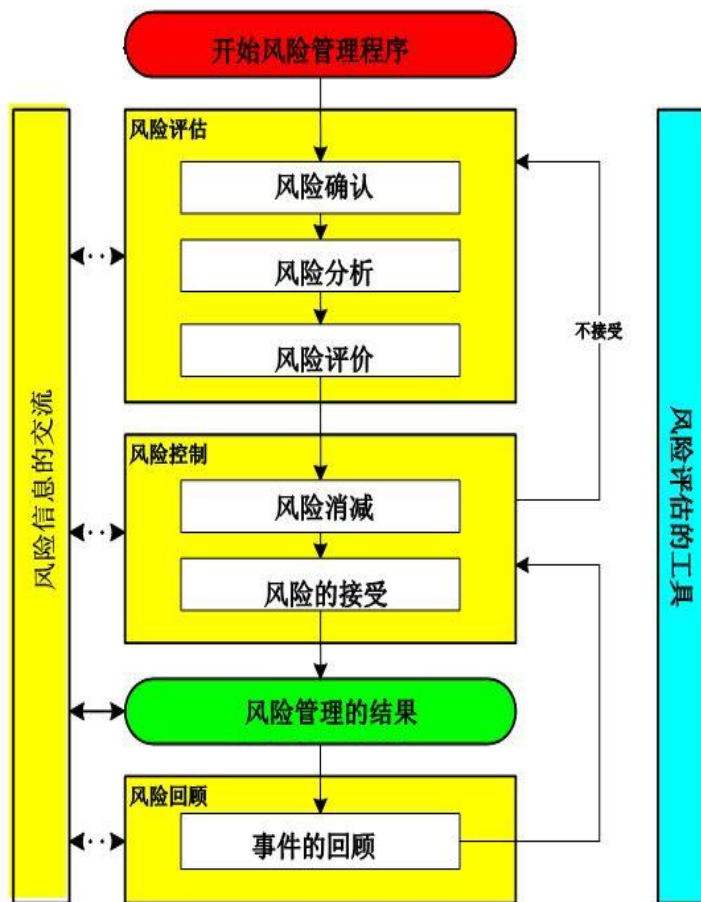 开始风险管理程序
风险评估
风险确认
风险分析
风险评价
不接受
风险控制
风险消减
风险的接受
风险管理的结果
风险回顾
事件的回顾
风险信息的交流
风险评估的工具